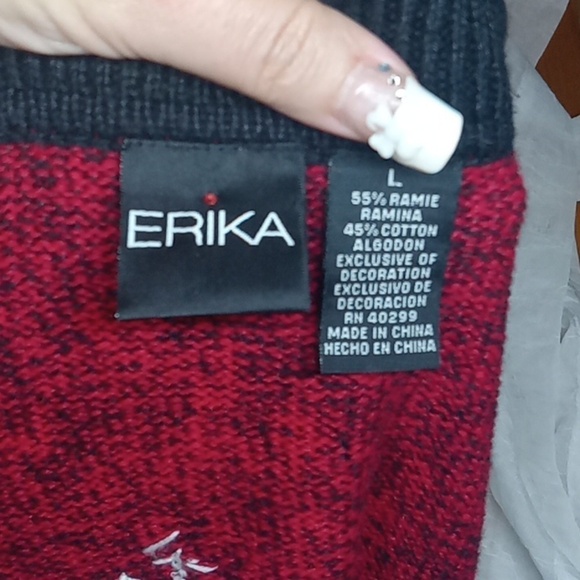 ERIKA
L
55% RAMIE
RAMINA
45% COTTON
ALGODON
EXCLUSIVE OF
DECORATION
EXCLUSIVO DE
DECORACION
RN 40299
MADE IN CHINA
HECHO EN CHINA